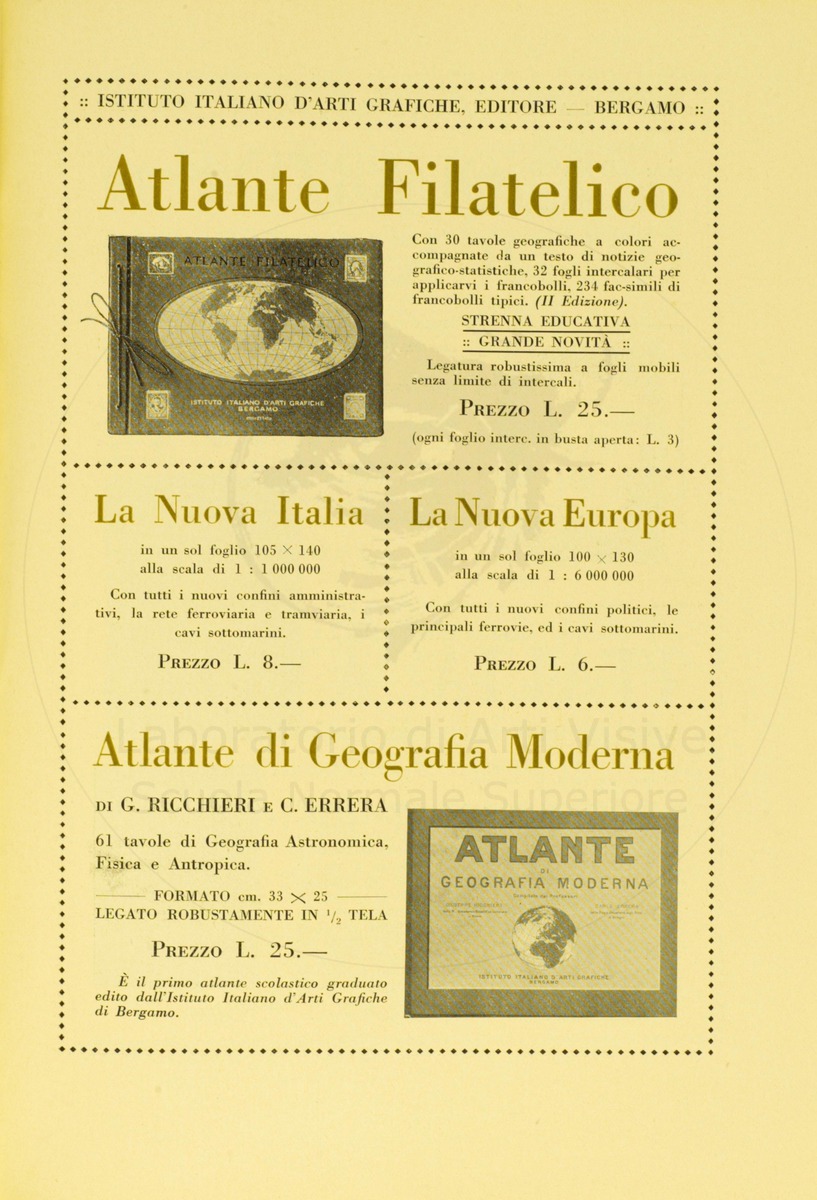 :: ISTITUTO ITALIANO D'ARTI GRAFICHE, EDITORE — BERGAMO ::
Atlante Filatelico
ATLANTE FILATELICO
ISTITUTO ITALIANO D'ARTI GRAFICHE
BERGAMO
Con 30 tavole geografiche a colori ac-
compagnate da un testo di notizie geo-
grafico-statistiche, 32 fogli intercalari per
applicarvi i francobolli, 234 fac-simili di
francobolli tipici. (II Edizione).
STRENNA EDUCATIVA
:: GRANDE NOVITÀ ::
Legatura robustissima a fogli mobili
senza limite di intercali.
PREZZO L. 25.—
(ogni foglio interc. in busta aperta: L. 3)
La Nuova Italia
in un sol foglio 105 × 140
alla scala di 1 : 1 000 000
Con tutti i nuovi confini amministra-
tivi, la rete ferroviaria e tramviaria, i
cavi sottomarini.
PREZZO L. 8.—
La Nuova Europa
in un sol foglio 100 × 130
alla scala di 1 : 6 000 000
Con tutti i nuovi confini politici, le
principali ferrovie, ed i cavi sottomarini.
PREZZO L. 6.—
Laboratorio di Arti Visive
Scuola Normale Superiore
Atlante di Geografia Moderna
DI G. RICCHIERI E C. ERRERA
61 tavole di Geografia Astronomica,
Fisica e Antropica.
FORMATO cm. 33 × 25
LEGATO ROBUSTAMENTE IN 1/2 TELA
PREZZO L. 25.—
È il primo atlante scolastico graduato
edito dall'Istituto Italiano d'Arti Grafiche
di Bergamo.
ATLANTE
DI
GEOGRAFIA MODERNA
ISTITUTO ITALIANO D'ARTI GRAFICHE
BERGAMO